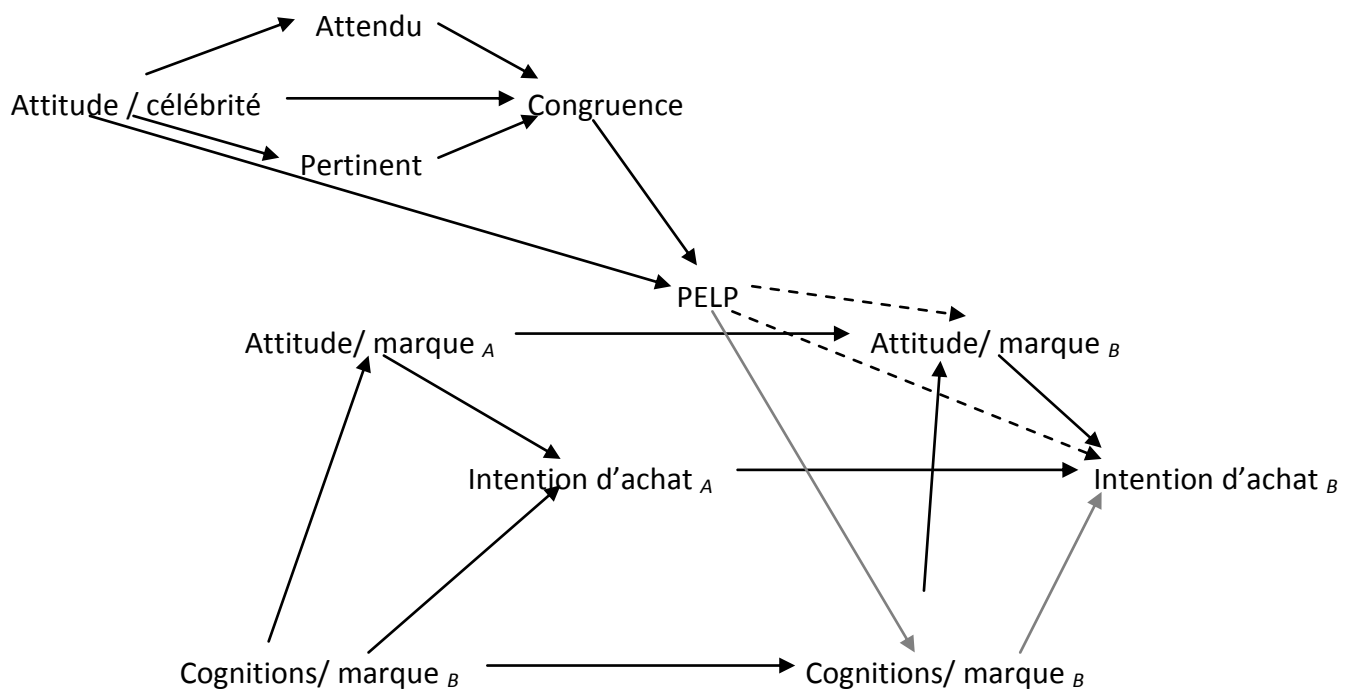 Attendu
Attitude / célébrité
Congruence
Pertinent
PELP
Attitude/ marque A
Attitude/ marque B
Intention d’achat A
Intention d’achat B
Cognitions/ marque B
Cognitions/ marque B